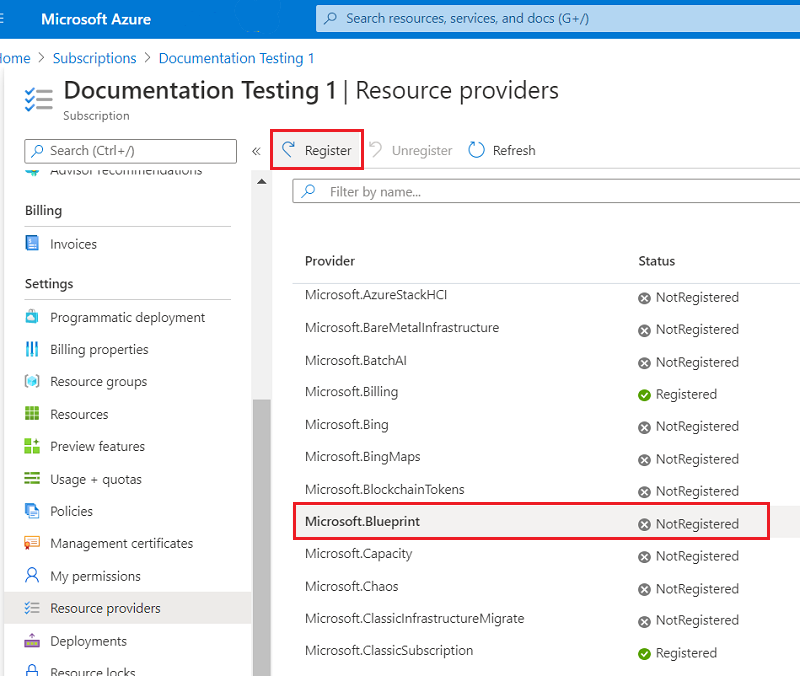 Microsoft Azure
Search resources, services, and docs (G+/)
Home > Subscriptions > Documentation Testing 1
Documentation Testing 1 | Resource providers
Subscription
Search (Ctrl+/)
«
Register
Unregister
Refresh
Advisor recommendations
Filter by name...
Billing
Invoices
Settings
Programmatic deployment
Billing properties
Resource groups
Resources
Preview features
Usage + quotas
Policies
Management certificates
My permissions
Resource providers
Deployments
Resource locks
Provider Status
Microsoft.AzureStackHCI NotRegistered
Microsoft.BareMetalInfrastructure NotRegistered
Microsoft.BatchAI NotRegistered
Microsoft.Billing Registered
Microsoft.Bing NotRegistered
Microsoft.BingMaps NotRegistered
Microsoft.BlockchainTokens NotRegistered
Microsoft.Blueprint NotRegistered
Microsoft.Capacity NotRegistered
Microsoft.Chaos NotRegistered
Microsoft.ClassicInfrastructureMigrate NotRegistered
Microsoft.ClassicSubscription Registered